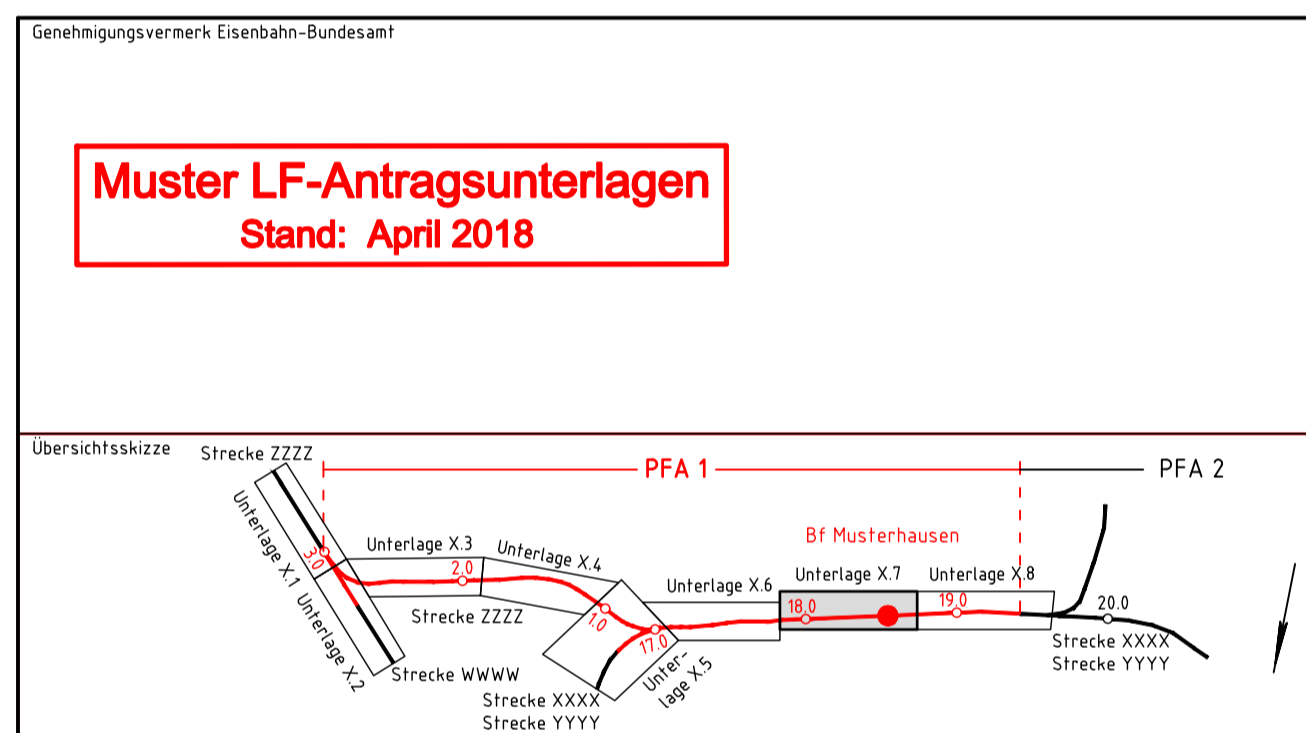 Genehmigungsvermerk Eisenbahn-Bundesamt
Muster LF-Antragsunterlagen
Stand: April 2018
Übersichtsskizze
Strecke ZZZZ
PFA 1
PFA 2
Unterlage X.1
Unterlage X.2
3.0
Unterlage X.3
2.0
Unterlage X.4
Strecke ZZZZ
1.0
Strecke WWWW
17.0
Unter-
lage X.5
Strecke XXXX
Strecke YYYY
Unterlage X.6
Bf Musterhausen
Unterlage X.7
18.0
Unterlage X.8
19.0
20.0
Strecke XXXX
Strecke YYYY